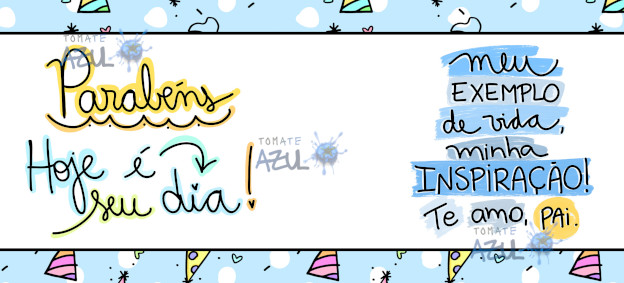 TOMATE
AZUL
Parabéns
Hoje é
seu dia!
TOMATE
AZUL
meu
EXEMPLO
de vida,
minha
INSPIRAÇÃO!
Te amo, PAi.
TOMATE
AZUL